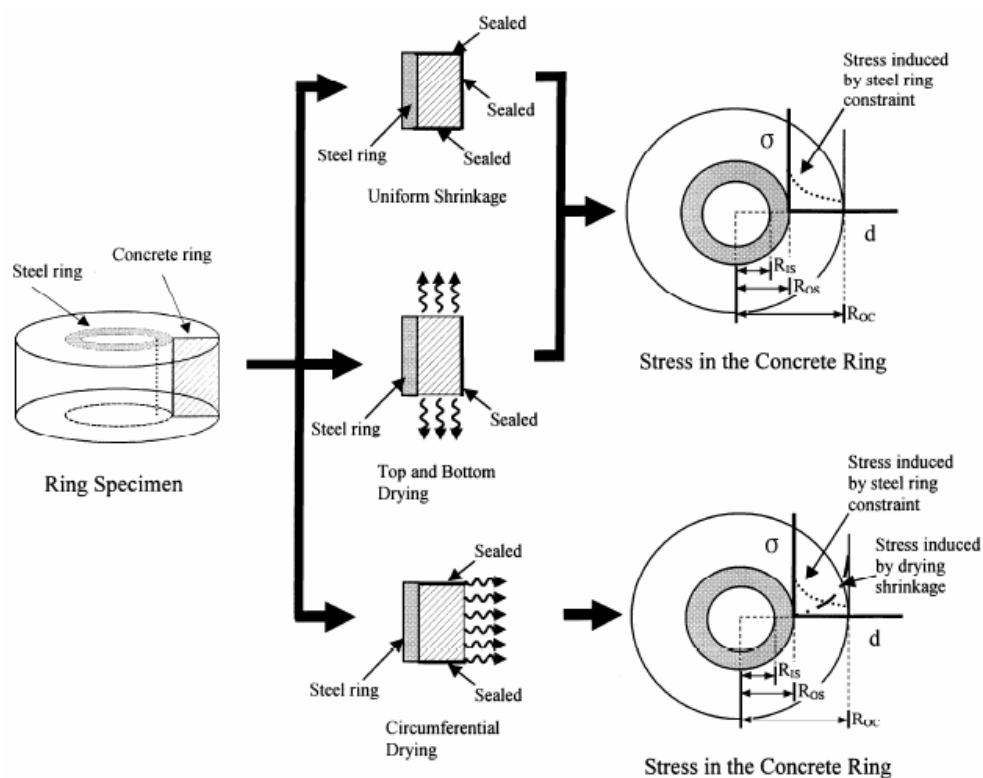 Steel ring
Concrete ring
Ring Specimen
Sealed
Sealed
Steel ring
Sealed
Uniform Shrinkage
Steel ring
Sealed
Top and Bottom
Drying
Sealed
Steel ring
Sealed
Circumferential
Drying
Stress induced
by steel ring
constraint
σ
d
R_IS
R_OS
R_OC
Stress in the Concrete Ring
Stress induced
by steel ring
constraint
Stress induced
by drying
shrinkage
σ
d
R_IS
R_OS
R_OC
Stress in the Concrete Ring